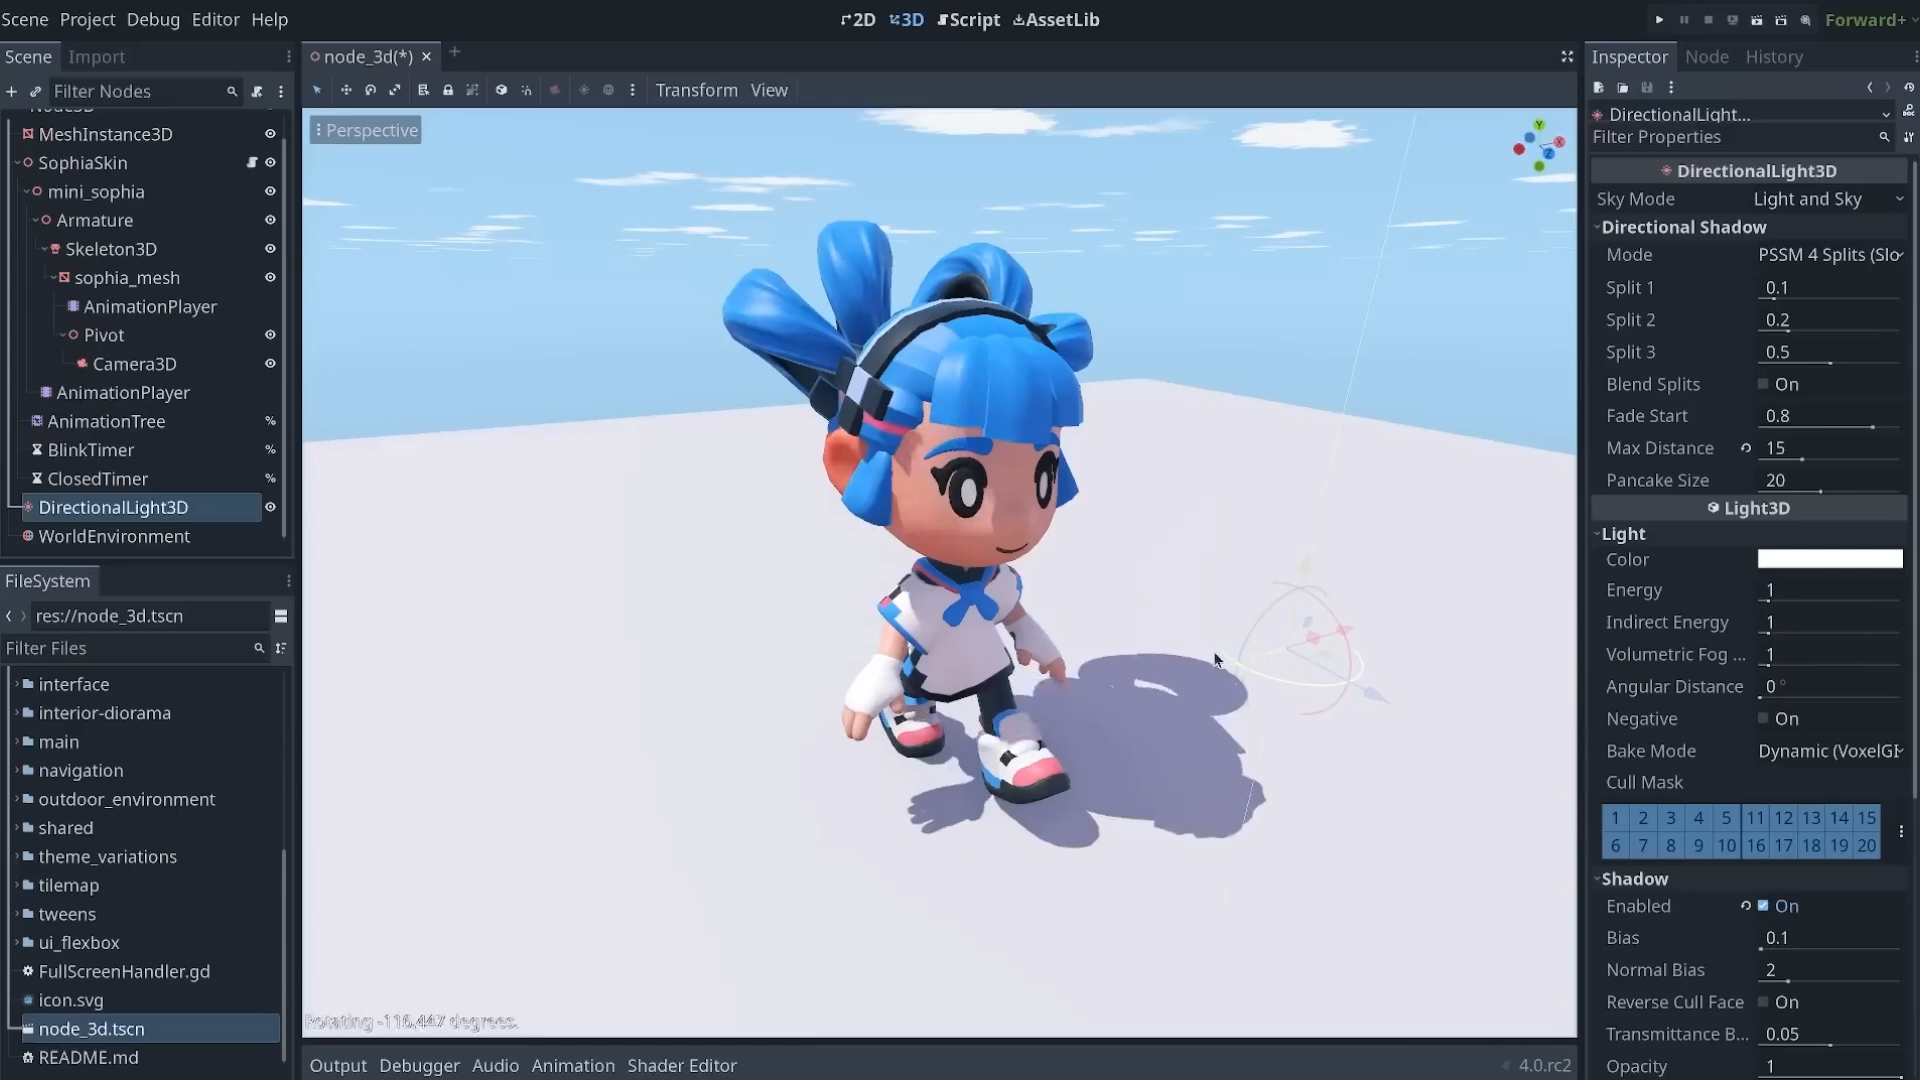 Scene Project Debug Editor Help
2D 3D Script AssetLib
Forward+
Scene Import
Filter Nodes
Node3D
MeshInstance3D
SophiaSkin
mini_sophia
Armature
Skeleton3D
sophia_mesh
AnimationPlayer
Pivot
Camera3D
AnimationPlayer
AnimationTree
BlinkTimer
ClosedTimer
DirectionalLight3D
WorldEnvironment
FileSystem
res://node_3d.tscn
Filter Files
interface
interior-diorama
main
navigation
outdoor_environment
shared
theme_variations
tilemap
tweens
ui_flexbox
FullScreenHandler.gd
icon.svg
node_3d.tscn
README.md
node_3d(*)
Transform View
Perspective
Y
X
Z
Rotating -116.447 degrees.
Output Debugger Audio Animation Shader Editor
4.0.rc2
Inspector Node History
DirectionalLight...
Filter Properties
DirectionalLight3D
Sky Mode Light and Sky
Directional Shadow
Mode PSSM 4 Splits (Slo
Split 1 0.1
Split 2 0.2
Split 3 0.5
Blend Splits On
Fade Start 0.8
Max Distance 15
Pancake Size 20
Light3D
Light
Color
Energy 1
Indirect Energy 1
Volumetric Fog ... 1
Angular Distance 0 °
Negative On
Bake Mode Dynamic (VoxelGI
Cull Mask
1 2 3 4 5 11 12 13 14 15
6 7 8 9 10 16 17 18 19 20
Shadow
Enabled On
Bias 0.1
Normal Bias 2
Reverse Cull Face On
Transmittance B... 0.05
Opacity 1